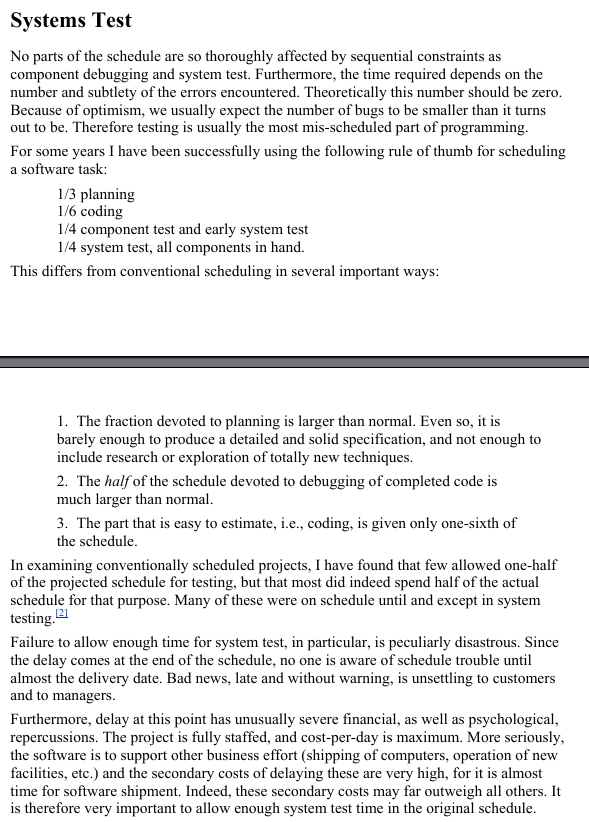 Systems Test
No parts of the schedule are so thoroughly affected by sequential constraints as
component debugging and system test. Furthermore, the time required depends on the
number and subtlety of the errors encountered. Theoretically this number should be zero.
Because of optimism, we usually expect the number of bugs to be smaller than it turns
out to be. Therefore testing is usually the most mis-scheduled part of programming.
For some years I have been successfully using the following rule of thumb for scheduling
a software task:
1/3 planning
1/6 coding
1/4 component test and early system test
1/4 system test, all components in hand.
This differs from conventional scheduling in several important ways:
1. The fraction devoted to planning is larger than normal. Even so, it is
barely enough to produce a detailed and solid specification, and not enough to
include research or exploration of totally new techniques.
2. The half of the schedule devoted to debugging of completed code is
much larger than normal.
3. The part that is easy to estimate, i.e., coding, is given only one-sixth of
the schedule.
In examining conventionally scheduled projects, I have found that few allowed one-half
of the projected schedule for testing, but that most did indeed spend half of the actual
schedule for that purpose. Many of these were on schedule until and except in system
testing.[2]
Failure to allow enough time for system test, in particular, is peculiarly disastrous. Since
the delay comes at the end of the schedule, no one is aware of schedule trouble until
almost the delivery date. Bad news, late and without warning, is unsettling to customers
and to managers.
Furthermore, delay at this point has unusually severe financial, as well as psychological,
repercussions. The project is fully staffed, and cost-per-day is maximum. More seriously,
the software is to support other business effort (shipping of computers, operation of new
facilities, etc.) and the secondary costs of delaying these are very high, for it is almost
time for software shipment. Indeed, these secondary costs may far outweigh all others. It
is therefore very important to allow enough system test time in the original schedule.